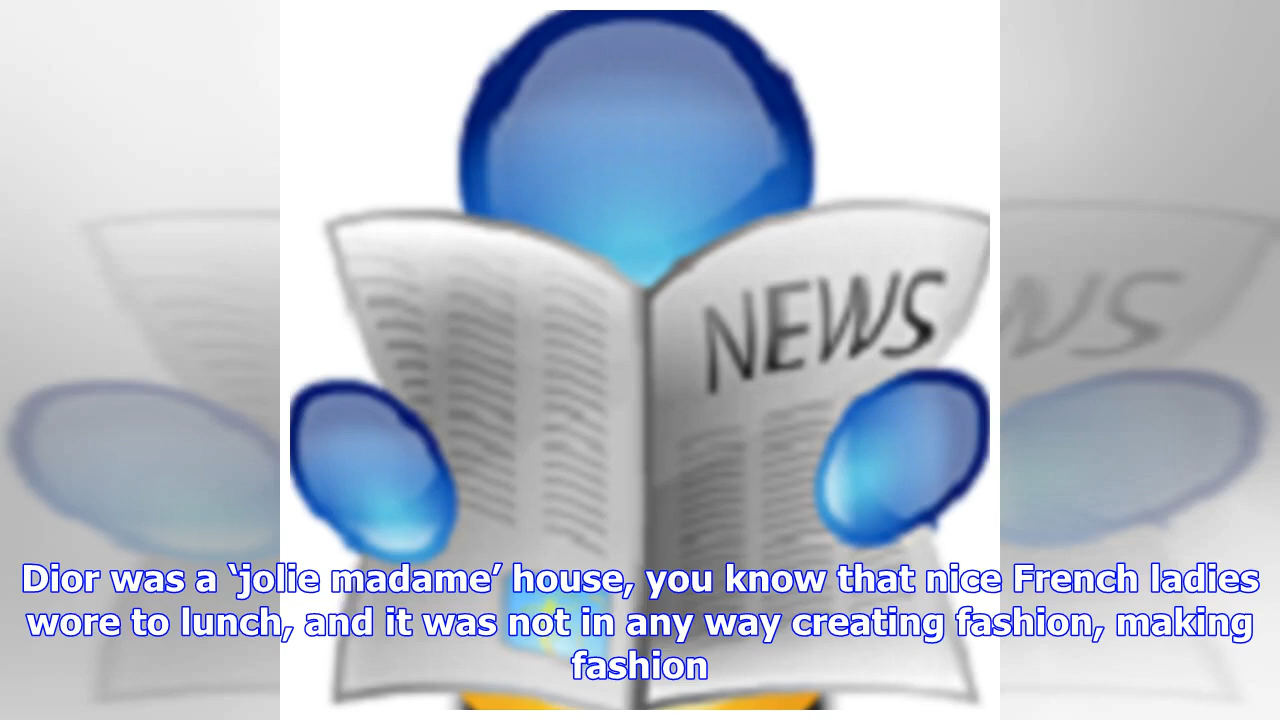 NEWS
WS
Dior was a ‘jolie madame’ house, you know that nice French ladies
wore to lunch, and it was not in any way creating fashion, making
fashion